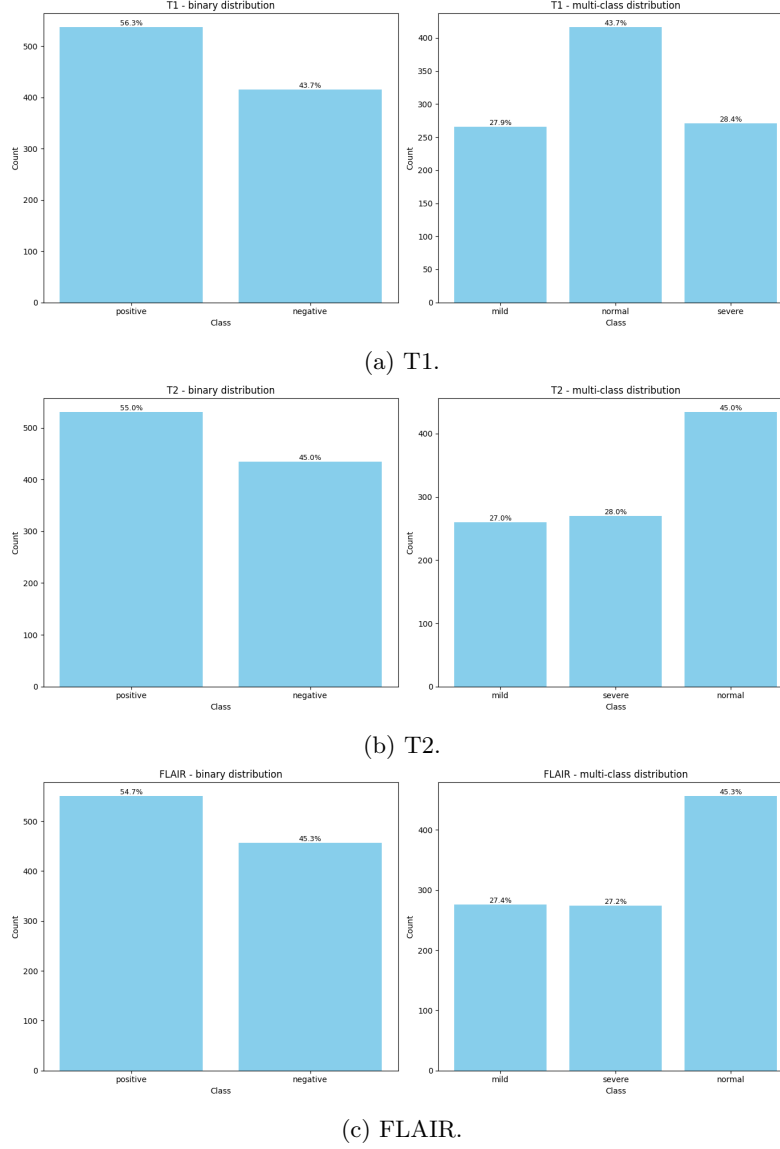 T1 - binary distribution
56.3%
43.7%
500
400
300
200
100
0
Count
positive
negative
Class
T1 - multi-class distribution
43.7%
27.9%
28.4%
400
350
300
250
200
150
100
50
0
Count
mild
normal
severe
Class
(a) T1.
T2 - binary distribution
55.0%
45.0%
500
400
300
200
100
0
Count
positive
negative
Class
T2 - multi-class distribution
45.0%
27.0%
28.0%
400
300
200
100
0
Count
mild
severe
normal
Class
(b) T2.
FLAIR - binary distribution
54.7%
45.3%
500
400
300
200
100
0
Count
positive
negative
Class
FLAIR - multi-class distribution
45.3%
27.4%
27.2%
400
300
200
100
0
Count
mild
severe
normal
Class
(c) FLAIR.